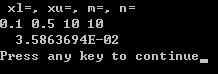 xl=, xu=, m=, n=
0.1 0.5 10 10
3.5863694E-02
Press any key to continue